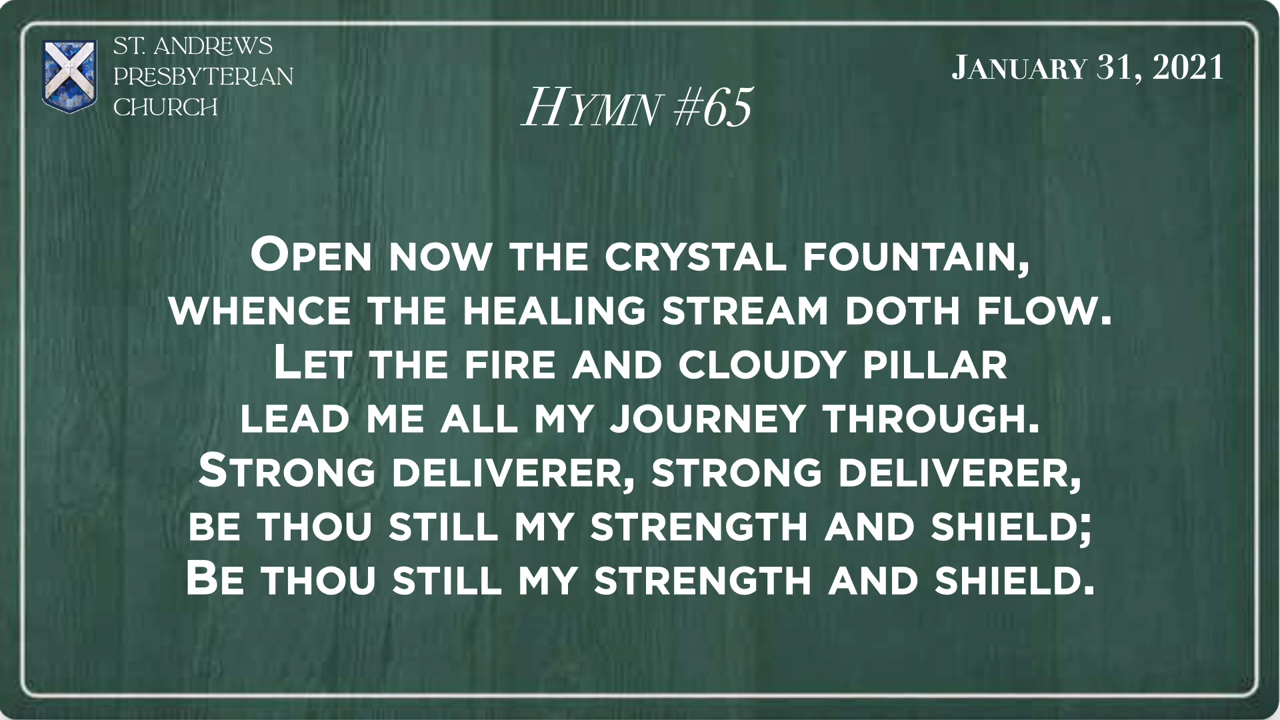 ST. ANDREWS
PRESBYTERIAN
CHURCH
JANUARY 31, 2021
HYMN #65
OPEN NOW THE CRYSTAL FOUNTAIN,
WHENCE THE HEALING STREAM DOTH FLOW.
LET THE FIRE AND CLOUDY PILLAR
LEAD ME ALL MY JOURNEY THROUGH.
STRONG DELIVERER, STRONG DELIVERER,
BE THOU STILL MY STRENGTH AND SHIELD;
BE THOU STILL MY STRENGTH AND SHIELD.